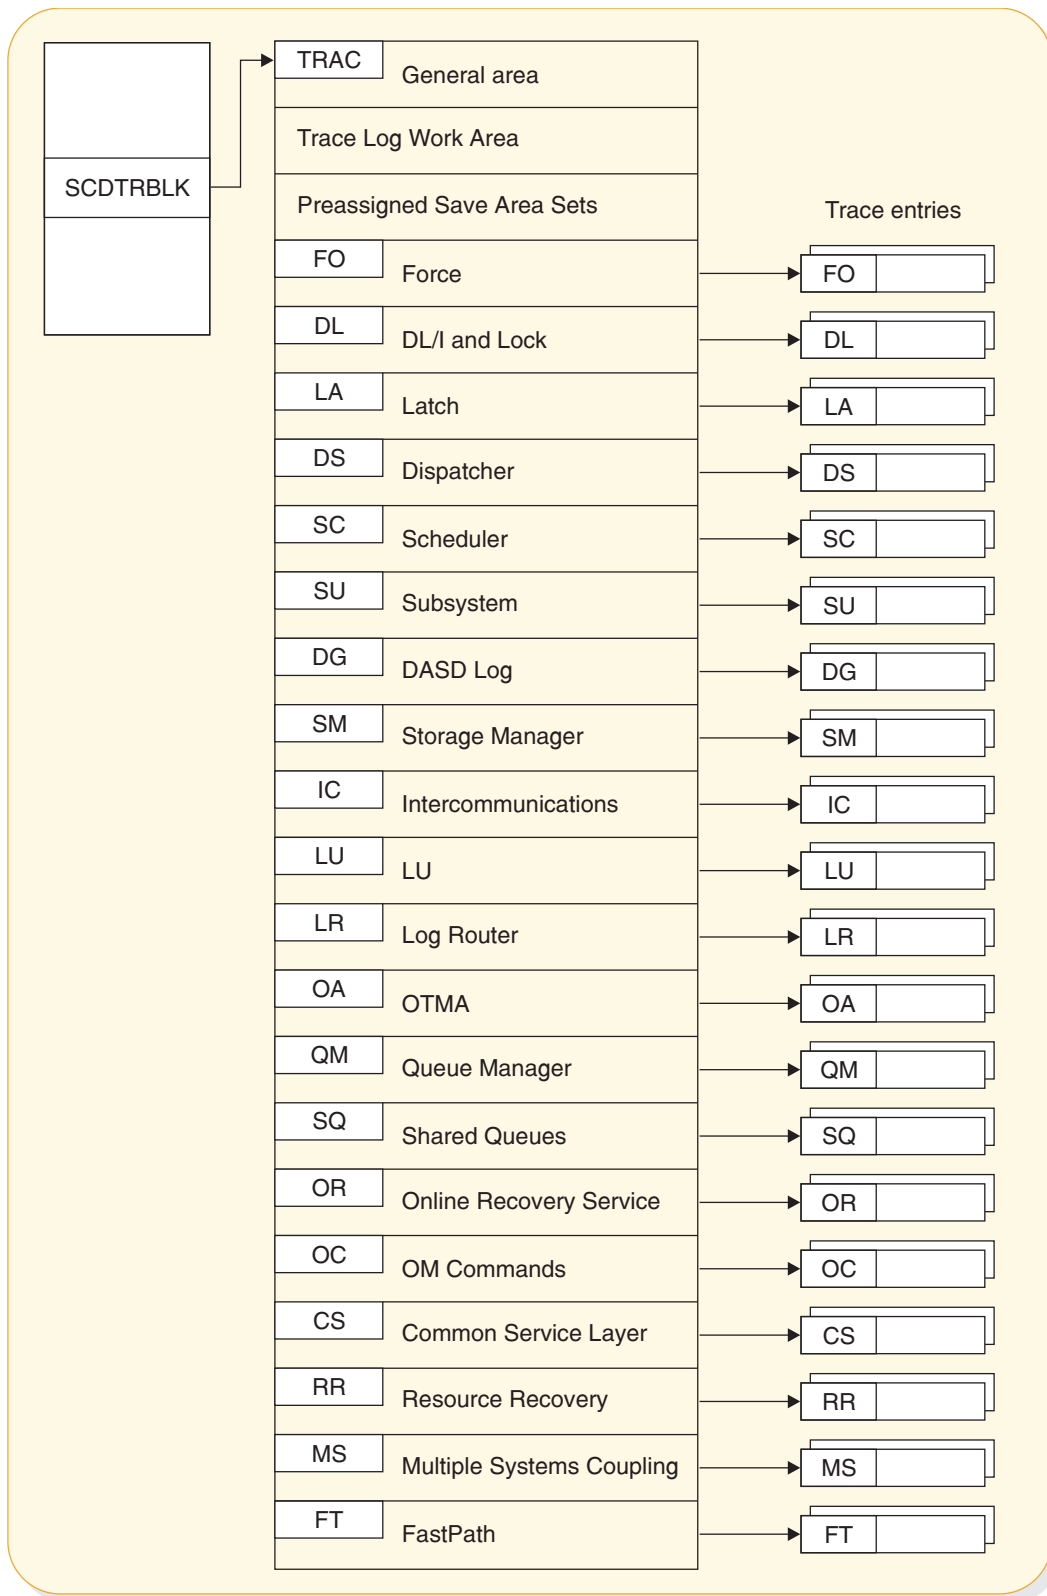 TRAC General area
Trace Log Work Area
SCDTRBLK
Preassigned Save Area Sets
Trace entries
FO Force FO
DL DL/I and Lock DL
LA Latch LA
DS Dispatcher DS
SC Scheduler SC
SU Subsystem SU
DG DASD Log DG
SM Storage Manager SM
IC Intercommunications IC
LU LU LU
LR Log Router LR
OA OTMA OA
QM Queue Manager QM
SQ Shared Queues SQ
OR Online Recovery Service OR
OC OM Commands OC
CS Common Service Layer CS
RR Resource Recovery RR
MS Multiple Systems Coupling MS
FT FastPath FT